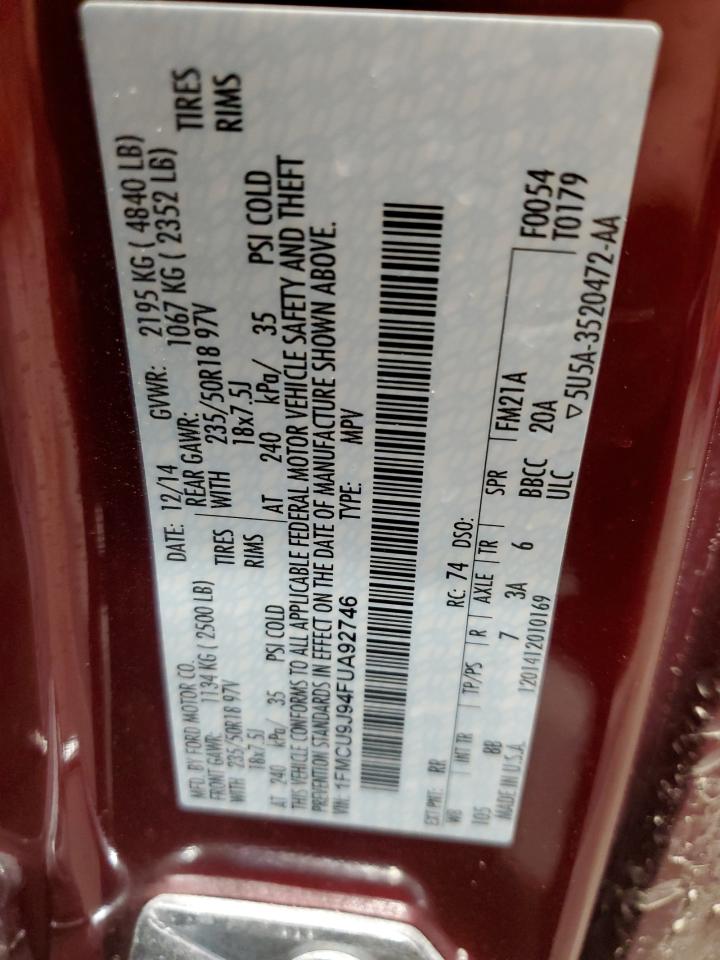 MFD. BY FORD MOTOR CO. DATE: 12/14 GVWR: 2195 KG ( 4840 LB)
FRONT GAWR: 1134 KG ( 2500 LB) REAR GAWR: 1067 KG ( 2352 LB)
WITH 235/50R18 97V TIRES WITH 235/50R18 97V TIRES
18x7.5J RIMS 18x7.5J RIMS
AT 240 kPa/ 35 PSI COLD AT 240 kPa/ 35 PSI COLD
THIS VEHICLE CONFORMS TO ALL APPLICABLE FEDERAL MOTOR VEHICLE SAFETY AND THEFT
PREVENTION STANDARDS IN EFFECT ON THE DATE OF MANUFACTURE SHOWN ABOVE.
VIN: 1FMCU9J94FUA92746 TYPE: MPV
EXT PNT: RR RC: 74 DSO: F0054
WB INT TR TP/PS R AXLE TR SPR FM21A T0179
105 8B 7 3A 6 BBCC 20A
MADE IN U.S.A. 1201412010169 ULC ▽5U5A-3520472-AA